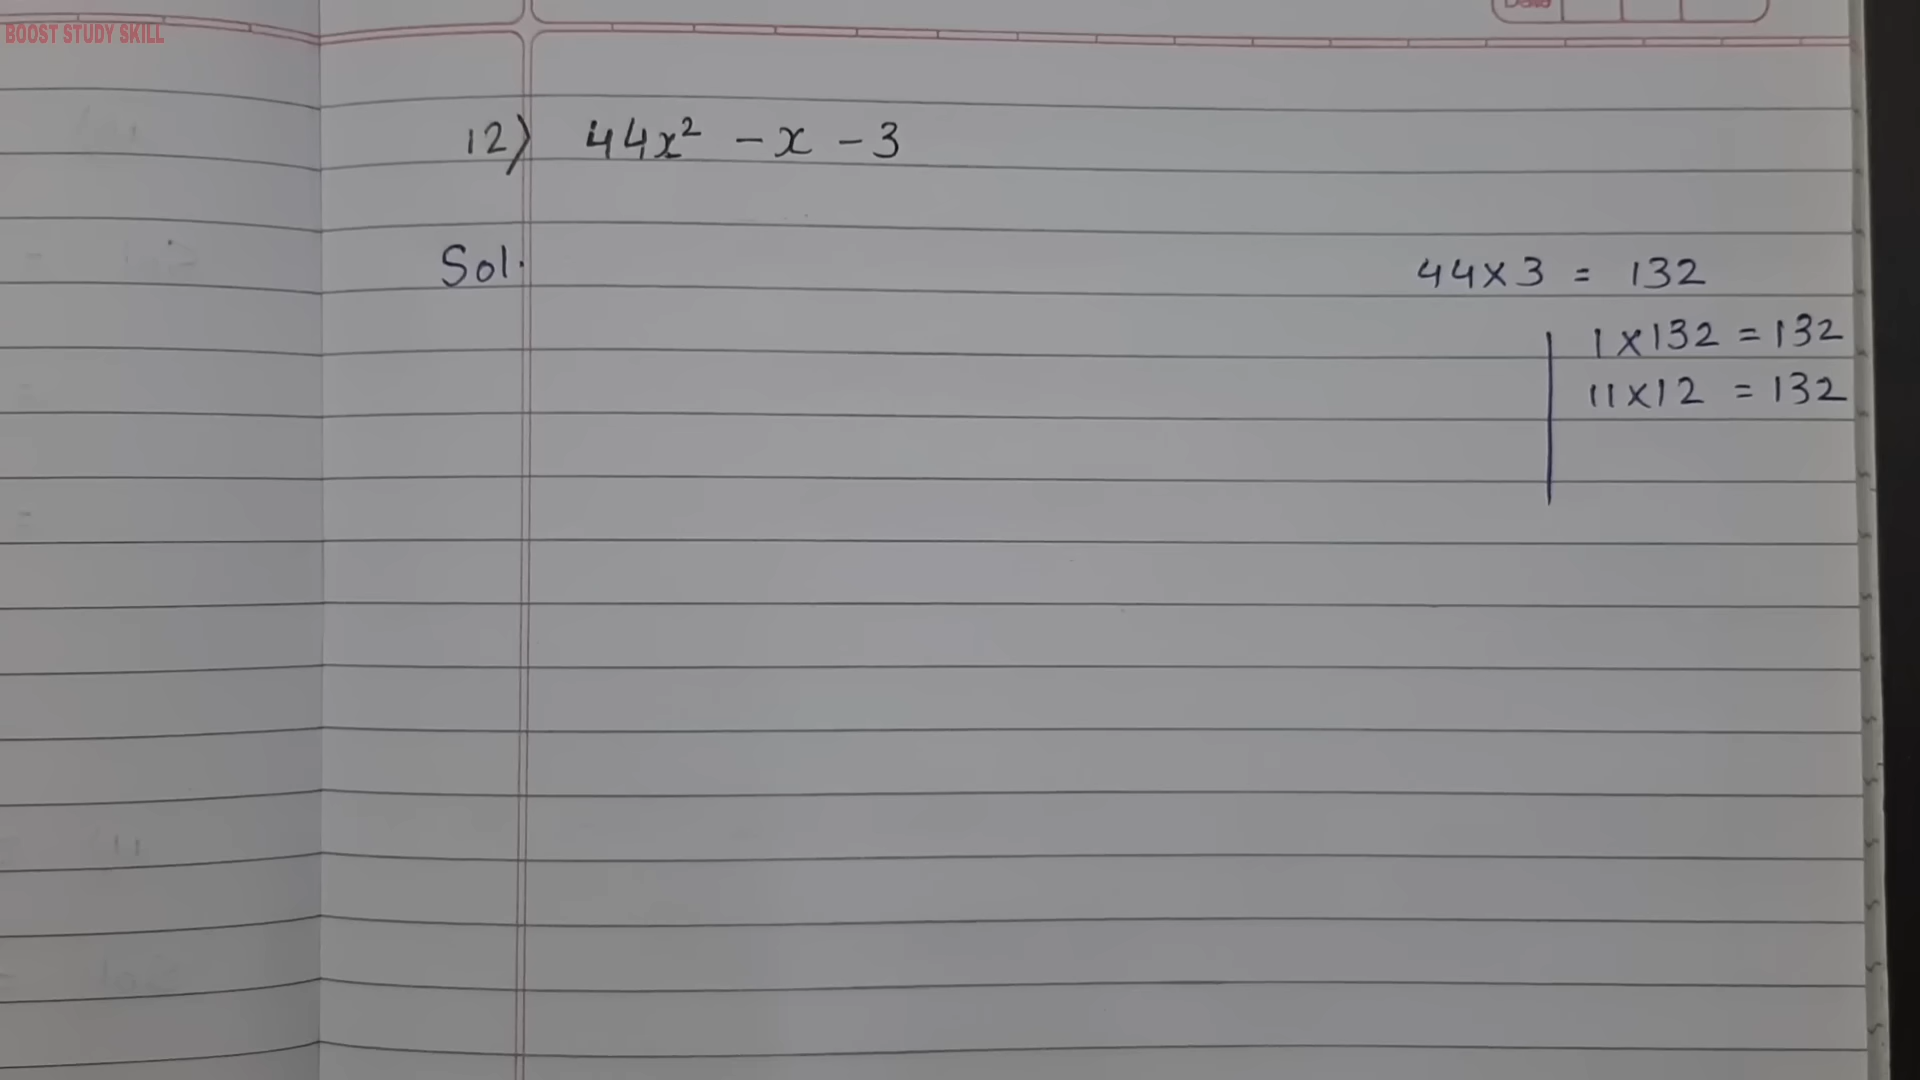 BOOST STUDY SKILL
12) 44x² - x - 3
Sol.
44 x 3 = 132
1 x 132 = 132
11 x 12 = 132